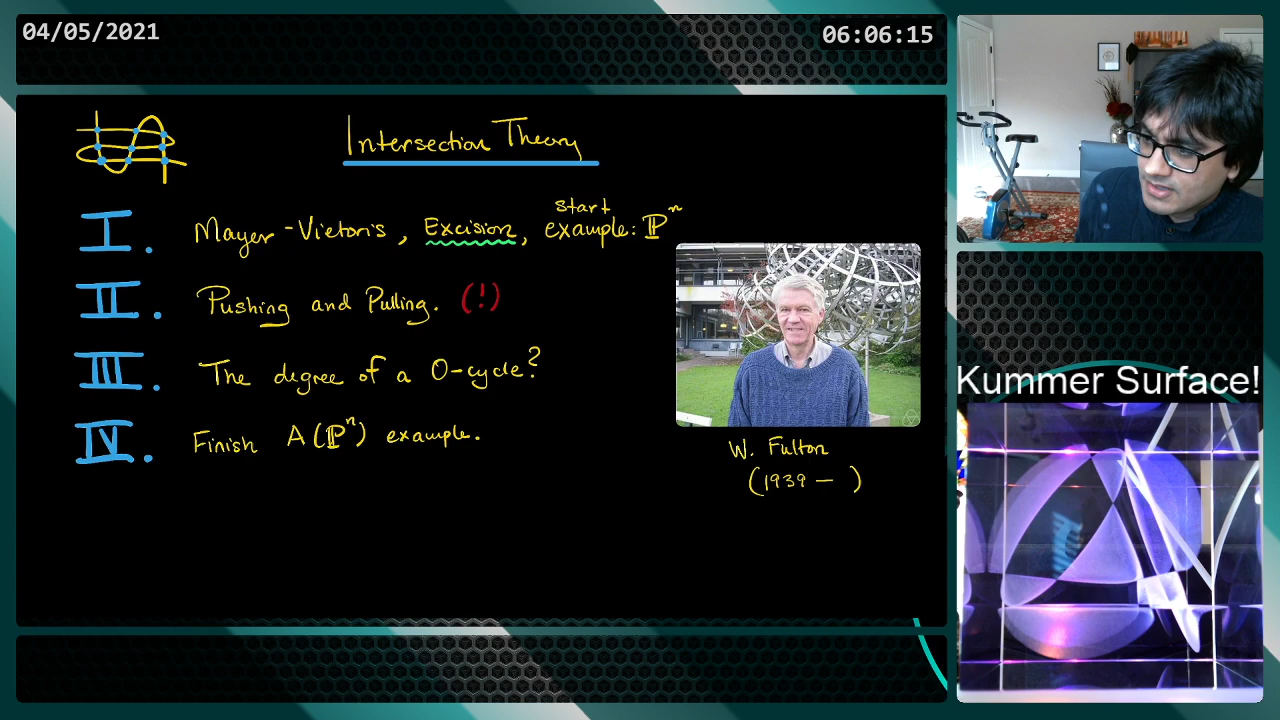 04/05/2021
06:06:15
Intersection Theory
I. Mayer-Vietoris, Excision, start example: ℙⁿ
II. Pushing and Pulling. (!)
III. The degree of a 0-cycle?
IV. Finish A(ℙⁿ) example.
W. Fulton
(1939 — )
Kummer Surface!